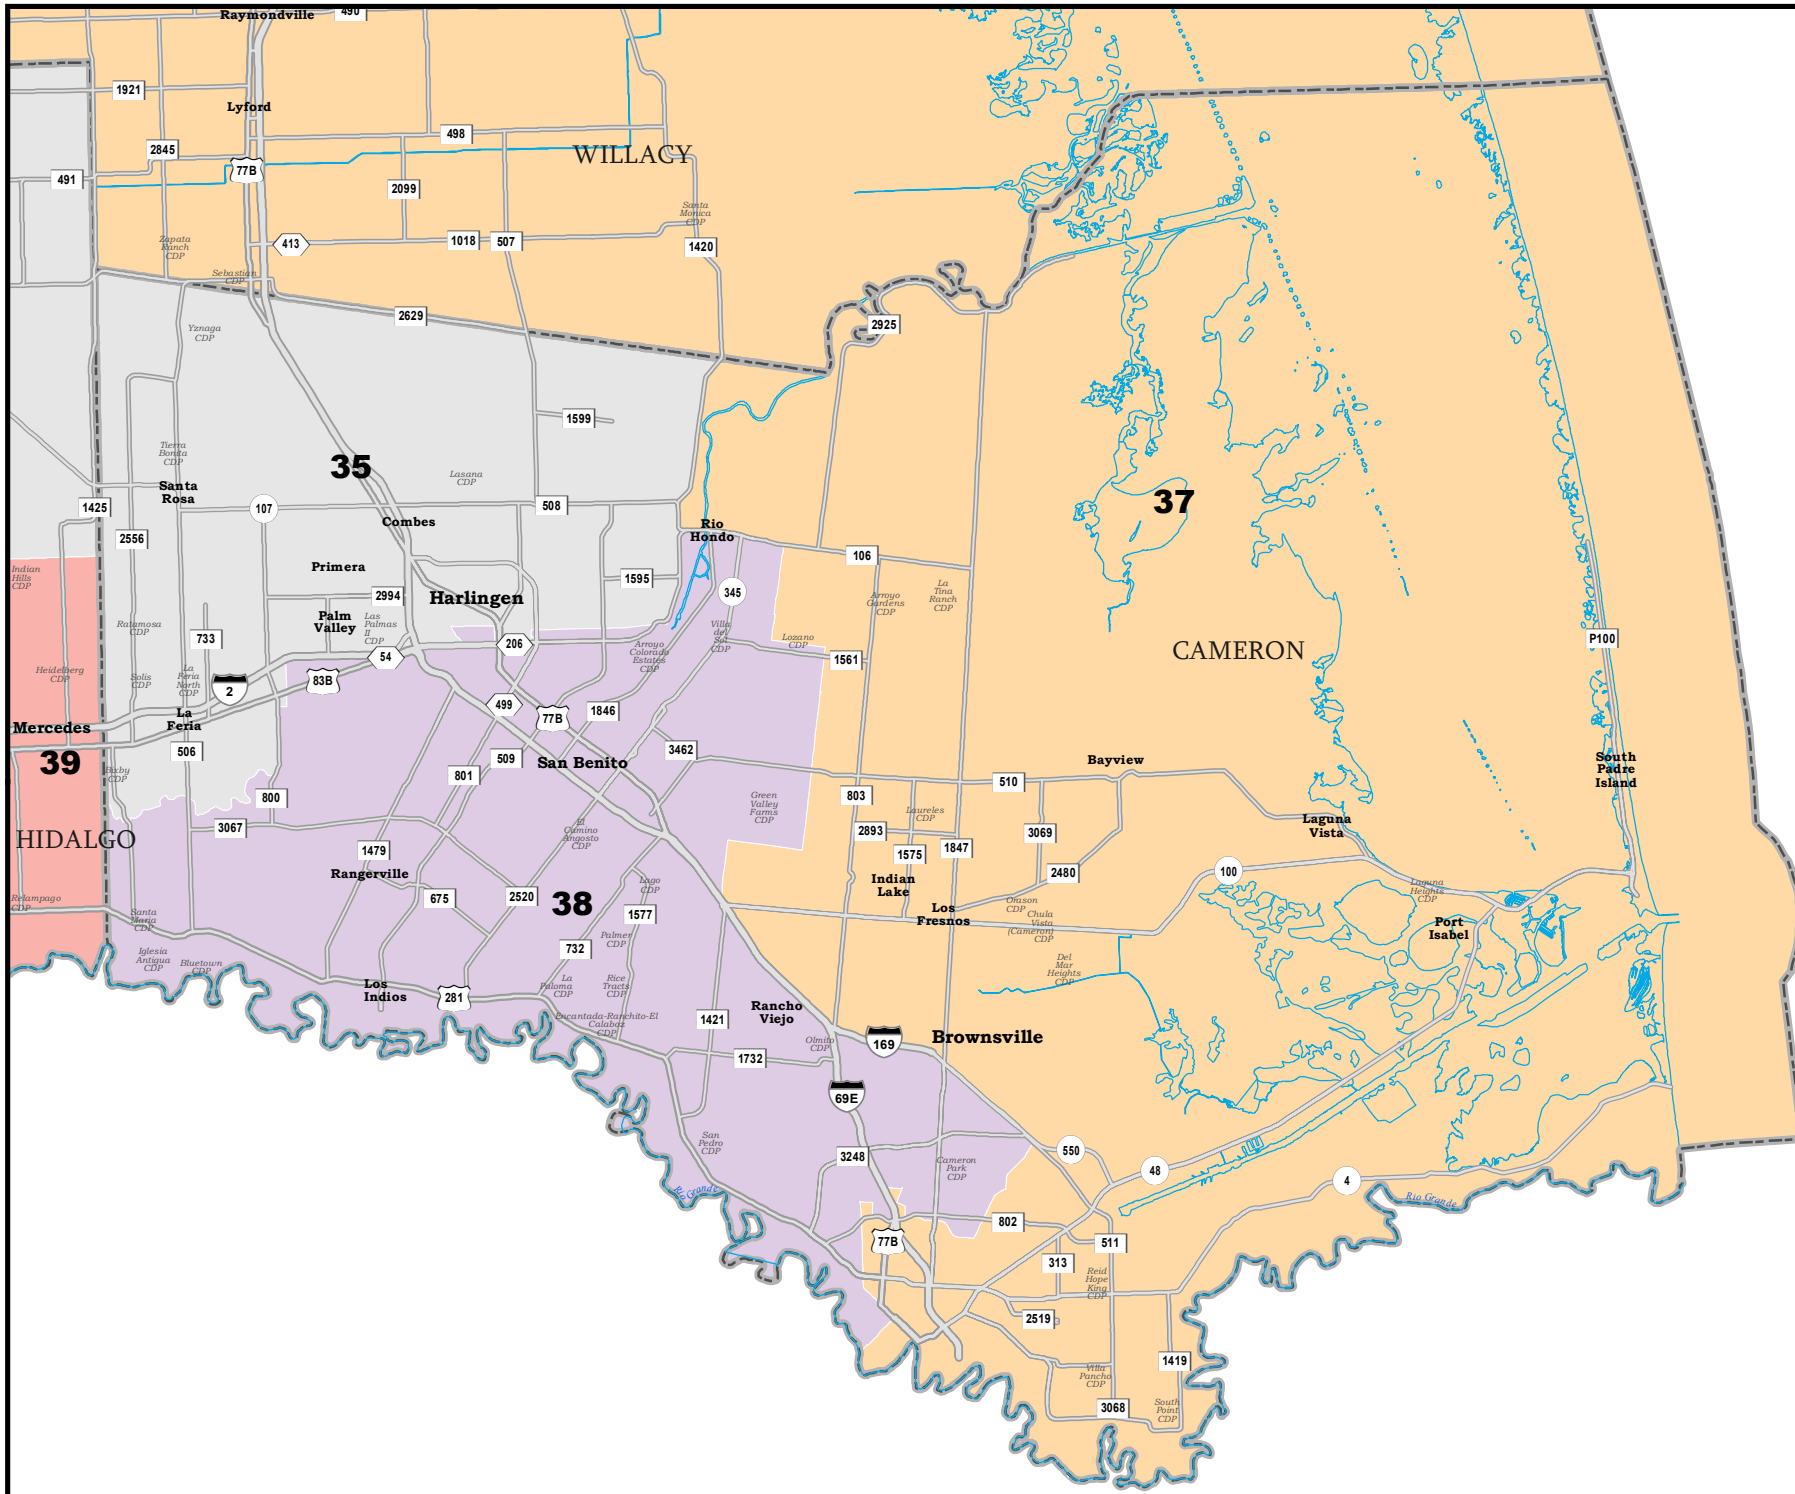 Raymondville
490
1921
Lyford
498
2845
WILLACY
77B
491
2099
Santa
Monica
CDP
Zapata
Ranch
CDP
413
1018
507
1420
Sebastian
CDP
2629
2925
Yznaga
CDP
1599
Tierra
Bonita
CDP
35
Lasana
CDP
Santa
Rosa
37
1425
107
508
Combes
2556
Rio
Hondo
106
Indian
Hills
CDP
Primera
1595
2994
Harlingen
345
La
Tina
Ranch
CDP
Arroyo
Gardens
CDP
Ratamosa
CDP
733
Palm
Valley
Las
Palmas
II
CDP
206
Villa
del
Sol
CDP
Lozano
CDP
P100
CAMERON
54
Arroyo
Colorado
Estates
CDP
1561
Heidelberg
CDP
Solis
CDP
La
Feria
North
CDP
2
83B
499
77B
1846
Mercedes
La
Feria
39
506
3462
509
San Benito
801
Bixby
CDP
Bayview
South
Padre
Island
510
800
803
Green
Valley
Farms
CDP
Laureles
CDP
3067
El
Camino
Angosto
CDP
HIDALGO
2893
3069
Laguna
Vista
1479
1575
1847
Rangerville
2480
100
Indian
Lake
Lago
CDP
Laguna
Heights
CDP
Relampago
CDP
675
2520
38
1577
Los
Fresnos
Orason
CDP
Chula
Vista
(Cameron)
CDP
Port
Isabel
Santa
Maria
CDP
732
Palmer
CDP
Iglesia
Antigua
CDP
Bluetown
CDP
Del
Mar
Heights
CDP
Los
Indios
281
La
Paloma
CDP
Rice
Tracts
CDP
Rancho
Viejo
Encantada-Ranchito-El
Calaboz
CDP
1421
Olmito
CDP
169
Brownsville
1732
69E
San
Pedro
CDP
3248
Cameron
Park
CDP
550
48
4
Rio Grande
Rio Grande
802
77B
511
313
Reid
Hope
King
CDP
2519
1419
Villa
Pancho
CDP
3068
South
Point
CDP